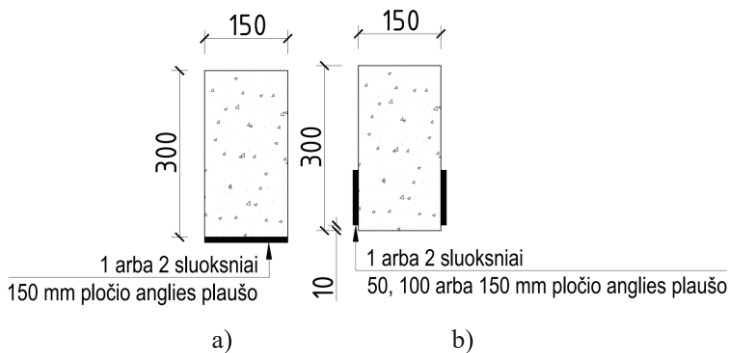 150
300
1 arba 2 sluoksniai
150 mm pločio anglies plaušo
a)
150
300
10
1 arba 2 sluoksniai
50, 100 arba 150 mm pločio anglies plaušo
b)